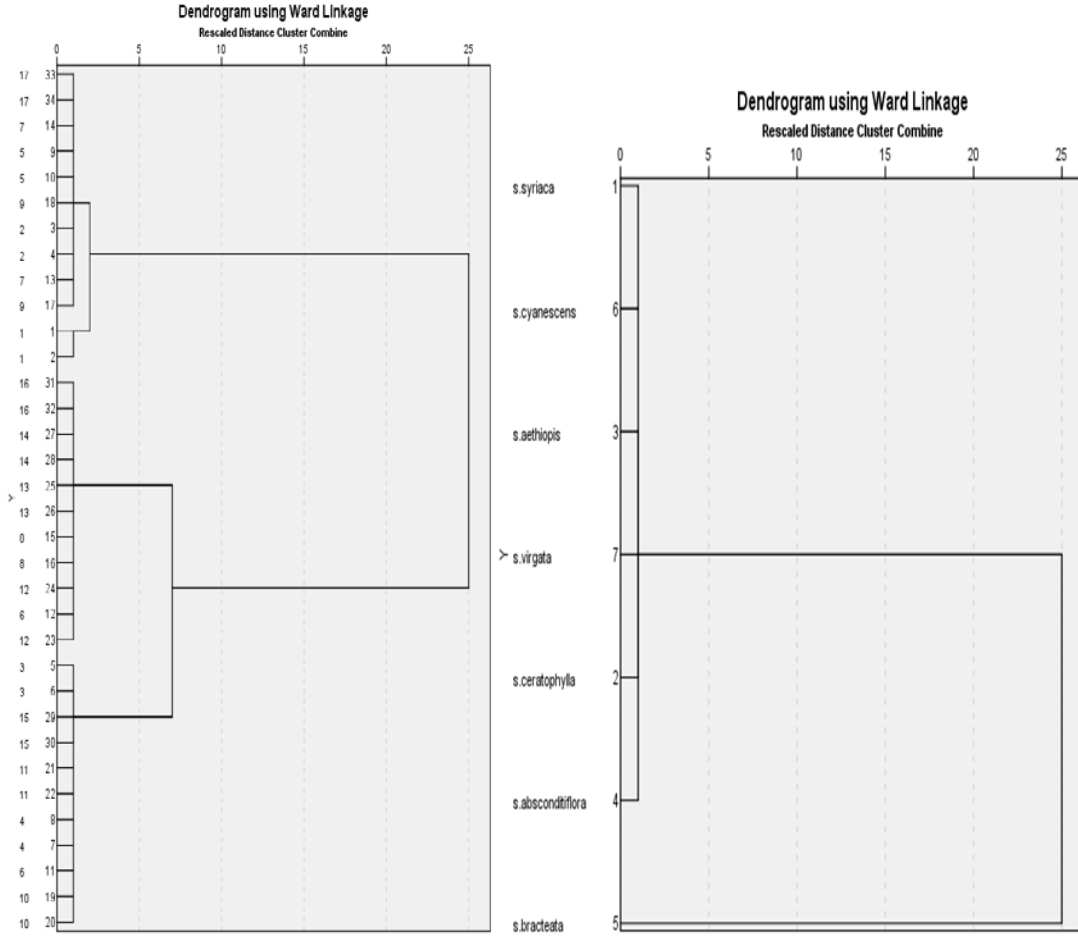 Dendrogram using Ward Linkage
Rescaled Distance Cluster Combine
0 5 10 15 20 25
17 33
17 34
7 14
5 9
5 10
9 18
2 3
2 4
7 13
9 17
1 1
1 2
16 31
16 32
14 27
14 28
13 25
13 26
0 15
8 16
12 24
6 12
12 23
3 5
3 6
15 29
15 30
11 21
11 22
4 8
4 7
6 11
10 19
10 20
Y
Dendrogram using Ward Linkage
Rescaled Distance Cluster Combine
0 5 10 15 20 25
s.syriaca 1
s.cyanescens 6
s.aethiopis 3
Y s.virgata 7
s.ceratophylla 2
s.absconditiflora 4
s.bracteata 5